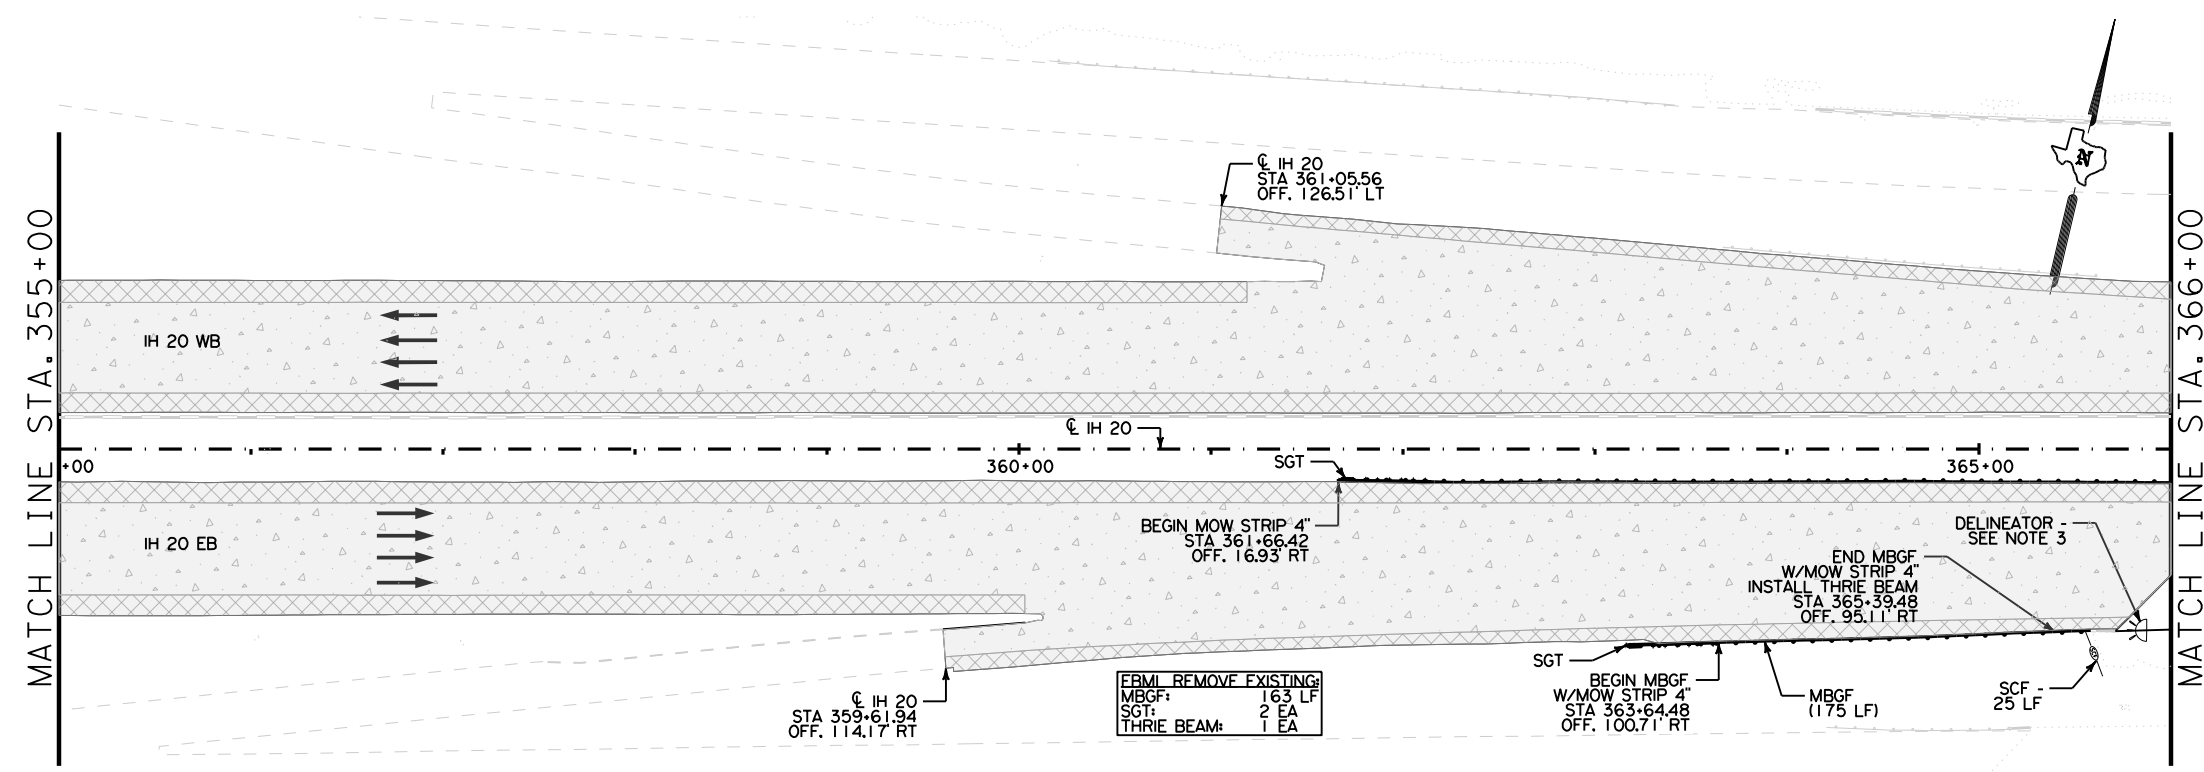 MATCH LINE STA. 355+00
℄ IH 20
STA 361+05.56
OFF. 126.51' LT
N
MATCH LINE STA. 366+00
IH 20 WB
℄ IH 20
+00
360+00
365+00
SGT
BEGIN MOW STRIP 4"
STA 361+66.42
OFF. 16.93' RT
IH 20 EB
DELINEATOR -
SEE NOTE 3
END MBGF
W/MOW STRIP 4"
INSTALL THRIE BEAM
STA 365+39.48
OFF. 95.11' RT
SGT
BEGIN MBGF
W/MOW STRIP 4"
STA 363+64.48
OFF. 100.71' RT
MBGF
(175 LF)
SCF -
25 LF
℄ IH 20
STA 359+61.94
OFF. 114.17' RT
EBML REMOVE EXISTING:
MBGF: 163 LF
SGT: 2 EA
THRIE BEAM: 1 EA